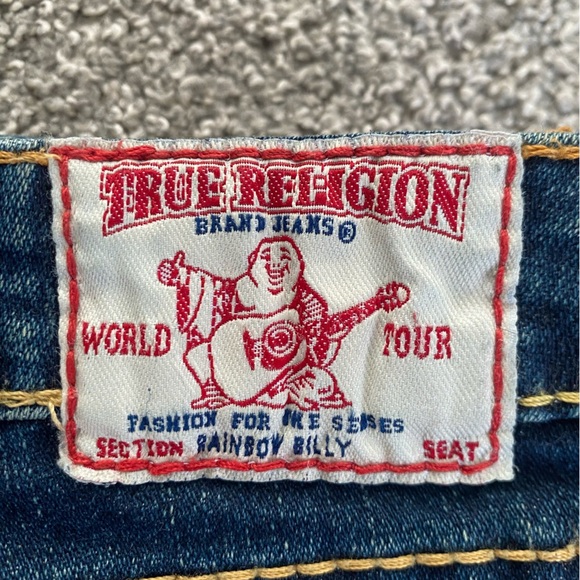 TRUE RELIGION
BRAND JEANS®
WORLD TOUR
FASHION FOR THE SENSES
SECTION RAINBOW BILLY SEAT